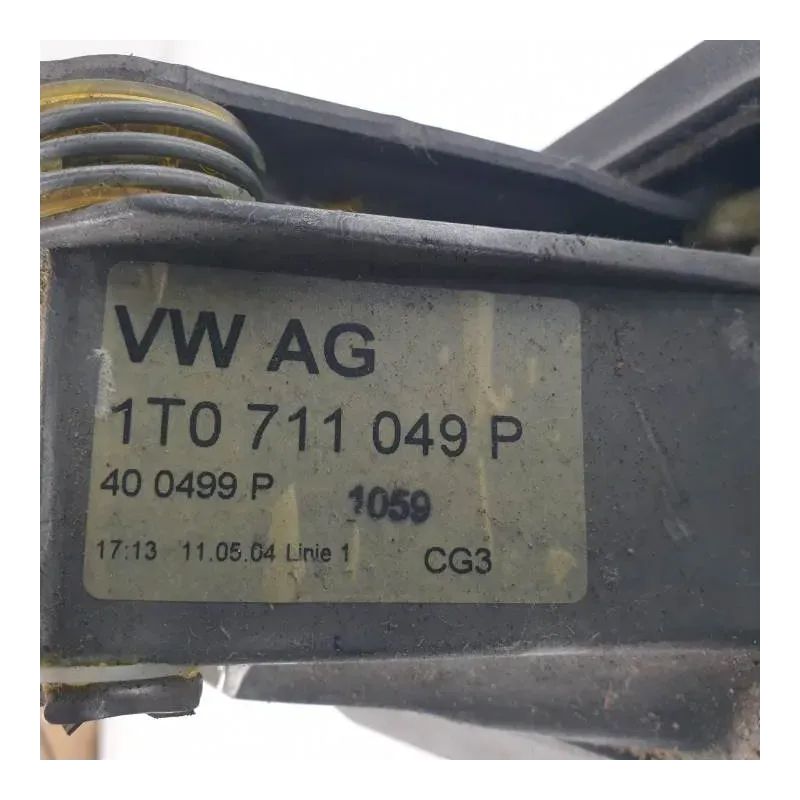 VW AG
1T0 711 049 P
40 0499 P 1059
17:13 11.05.04 Linie 1 CG3